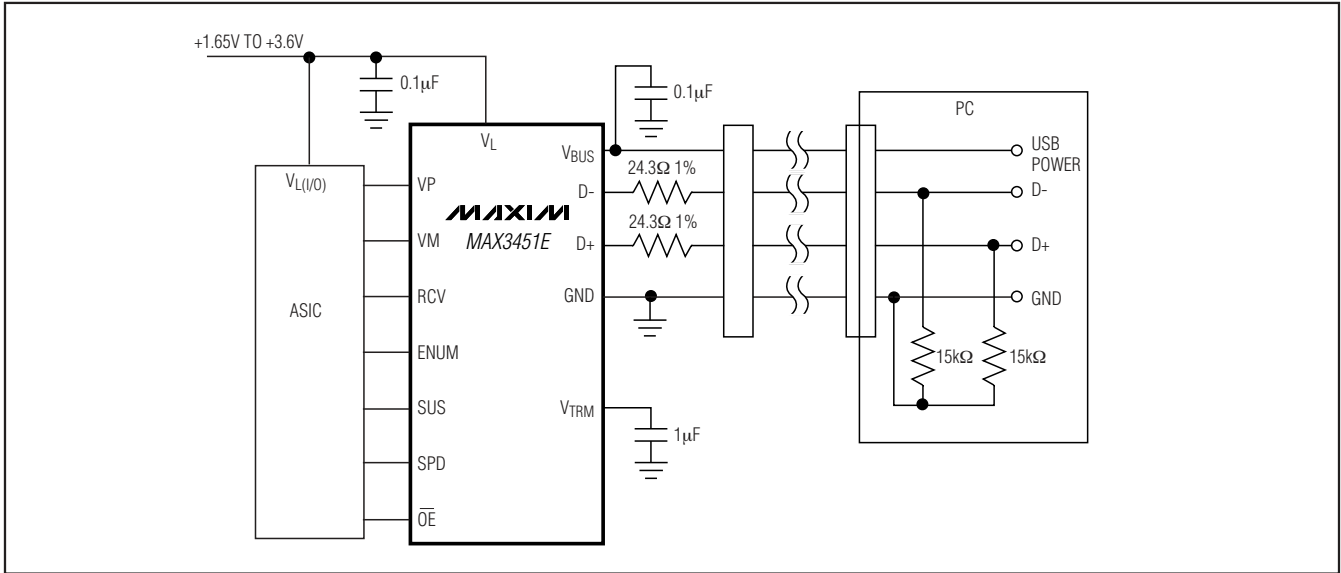 +1.65V TO +3.6V
0.1µF
0.1µF
PC
VL
VBUS
USB
POWER
24.3Ω 1%
VL(I/O)
VP
D-
D-
MAXIM
24.3Ω 1%
VM
MAX3451E
D+
D+
RCV
GND
GND
ASIC
ENUM
15kΩ
15kΩ
SUS
VTRM
1µF
SPD
OE